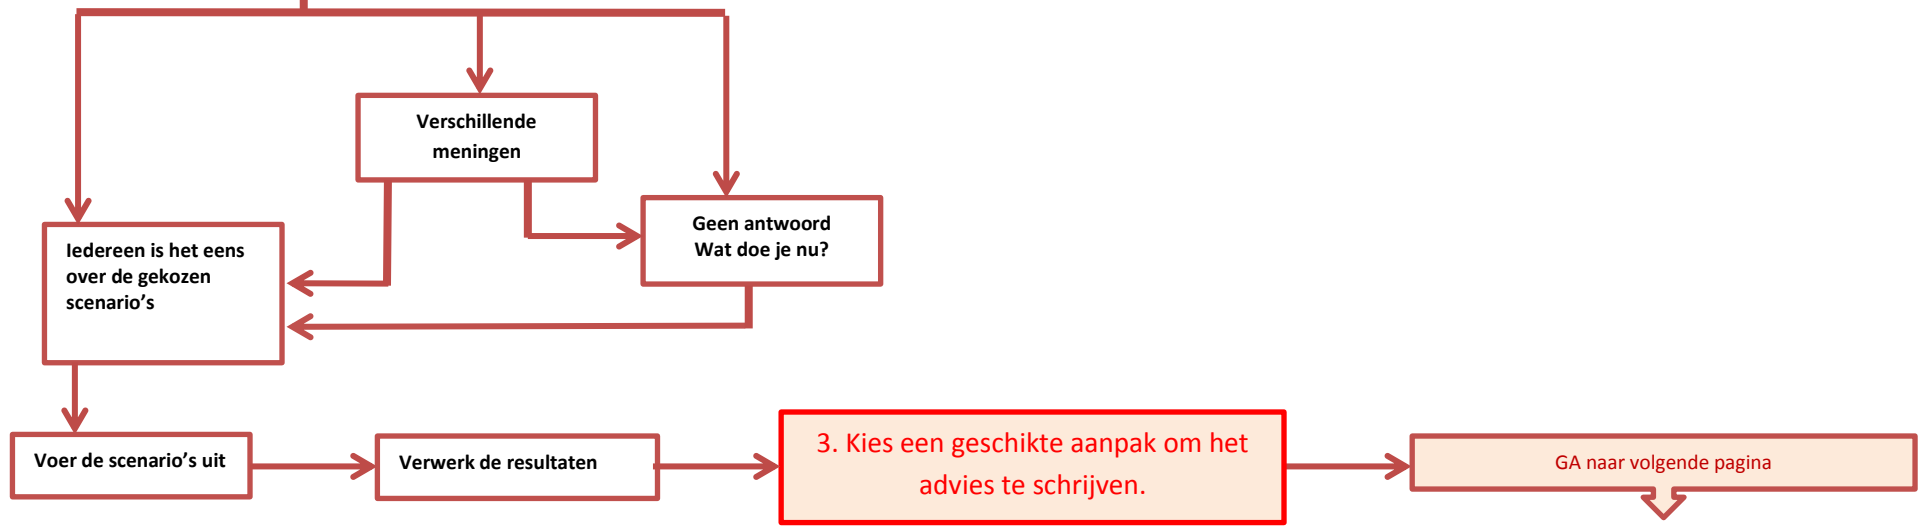 Verschillende
meningen
Geen antwoord
Wat doe je nu?
Iedereen is het eens
over de gekozen
scenario’s
Voer de scenario’s uit
Verwerk de resultaten
3. Kies een geschikte aanpak om het
advies te schrijven.
GA naar volgende pagina